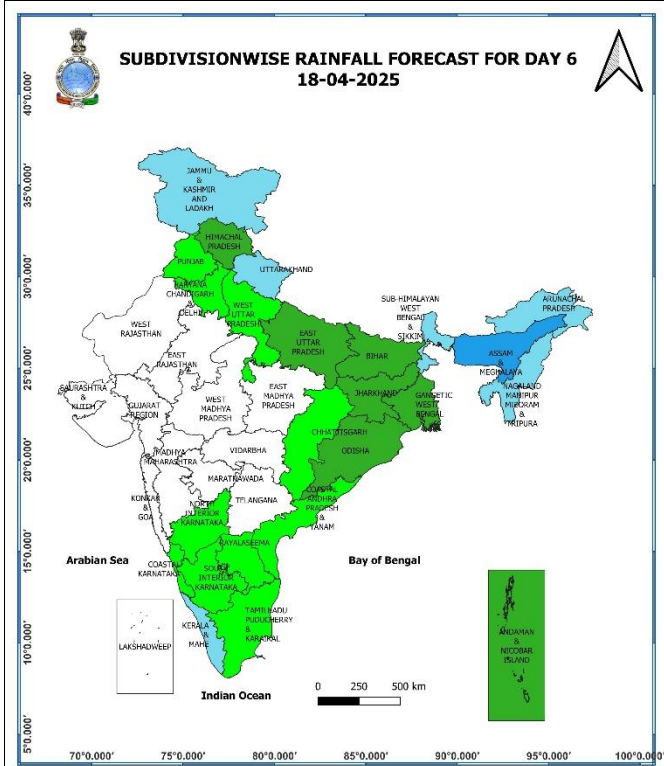 SUBDIVISIONWISE RAINFALL FORECAST FOR DAY 6
18-04-2025
40°0.000'
35°0.000'
30°0.000'
25°0.000'
20°0.000'
15°0.000'
10°0.000'
5°0.000'
JAMMU
&
KASHMIR
AND
LADAKH
HIMACHAL
PRADESH
PUNJAB
UTTARAKHAND
HARYANA
CHANDIGARH
&
DELHI
WEST
UTTAR
PRADESH
WEST
RAJASTHAN
EAST
RAJASTHAN
EAST
UTTAR
PRADESH
BIHAR
SUB-HIMALAYAN
WEST
BENGAL
&
SIKKIM
ARUNACHAL
PRADESH
ASSAM
&
MEGHALAYA
NAGALAND
MANIPUR
MIZORAM
&
TRIPURA
SAURASHTRA
&
KUTCH
GUJARAT
REGION
WEST
MADHYA
PRADESH
EAST
MADHYA
PRADESH
JHARKHAND
GANGETIC
WEST
BENGAL
CHHATTISGARH
ODISHA
MADHYA
MAHARASHTRA
VIDARBHA
MARATHAWADA
TELANGANA
KONKAN
&
GOA
NORTH
INTERIOR
KARNATAKA
COASTAL
ANDHRA
PRADESH
&
YANAM
RAYALASEEMA
COASTAL
KARNATAKA
SOUTH
INTERIOR
KARNATAKA
TAMILNADU
PUDUCHERRY
&
KARAIKAL
KERALA
&
MAHE
LAKSHADWEEP
ANDAMAN
&
NICOBAR
ISLAND
Arabian Sea
Bay of Bengal
Indian Ocean
0 250 500 km
70°0.000' 75°0.000' 80°0.000' 85°0.000' 90°0.000' 95°0.000' 100°0.000'